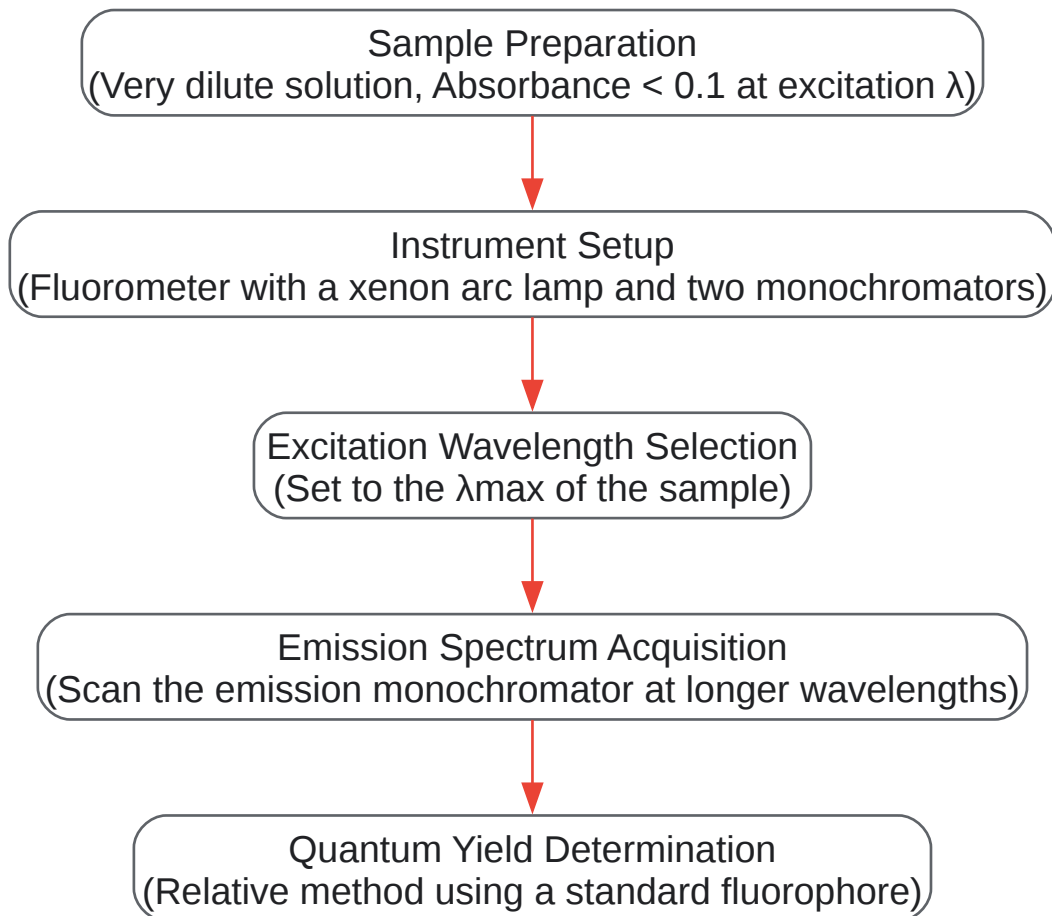 Sample Preparation
(Very dilute solution, Absorbance < 0.1 at excitation λ)
Instrument Setup
(Fluorometer with a xenon arc lamp and two monochromators)
Excitation Wavelength Selection
(Set to the λmax of the sample)
Emission Spectrum Acquisition
(Scan the emission monochromator at longer wavelengths)
Quantum Yield Determination
(Relative method using a standard fluorophore)